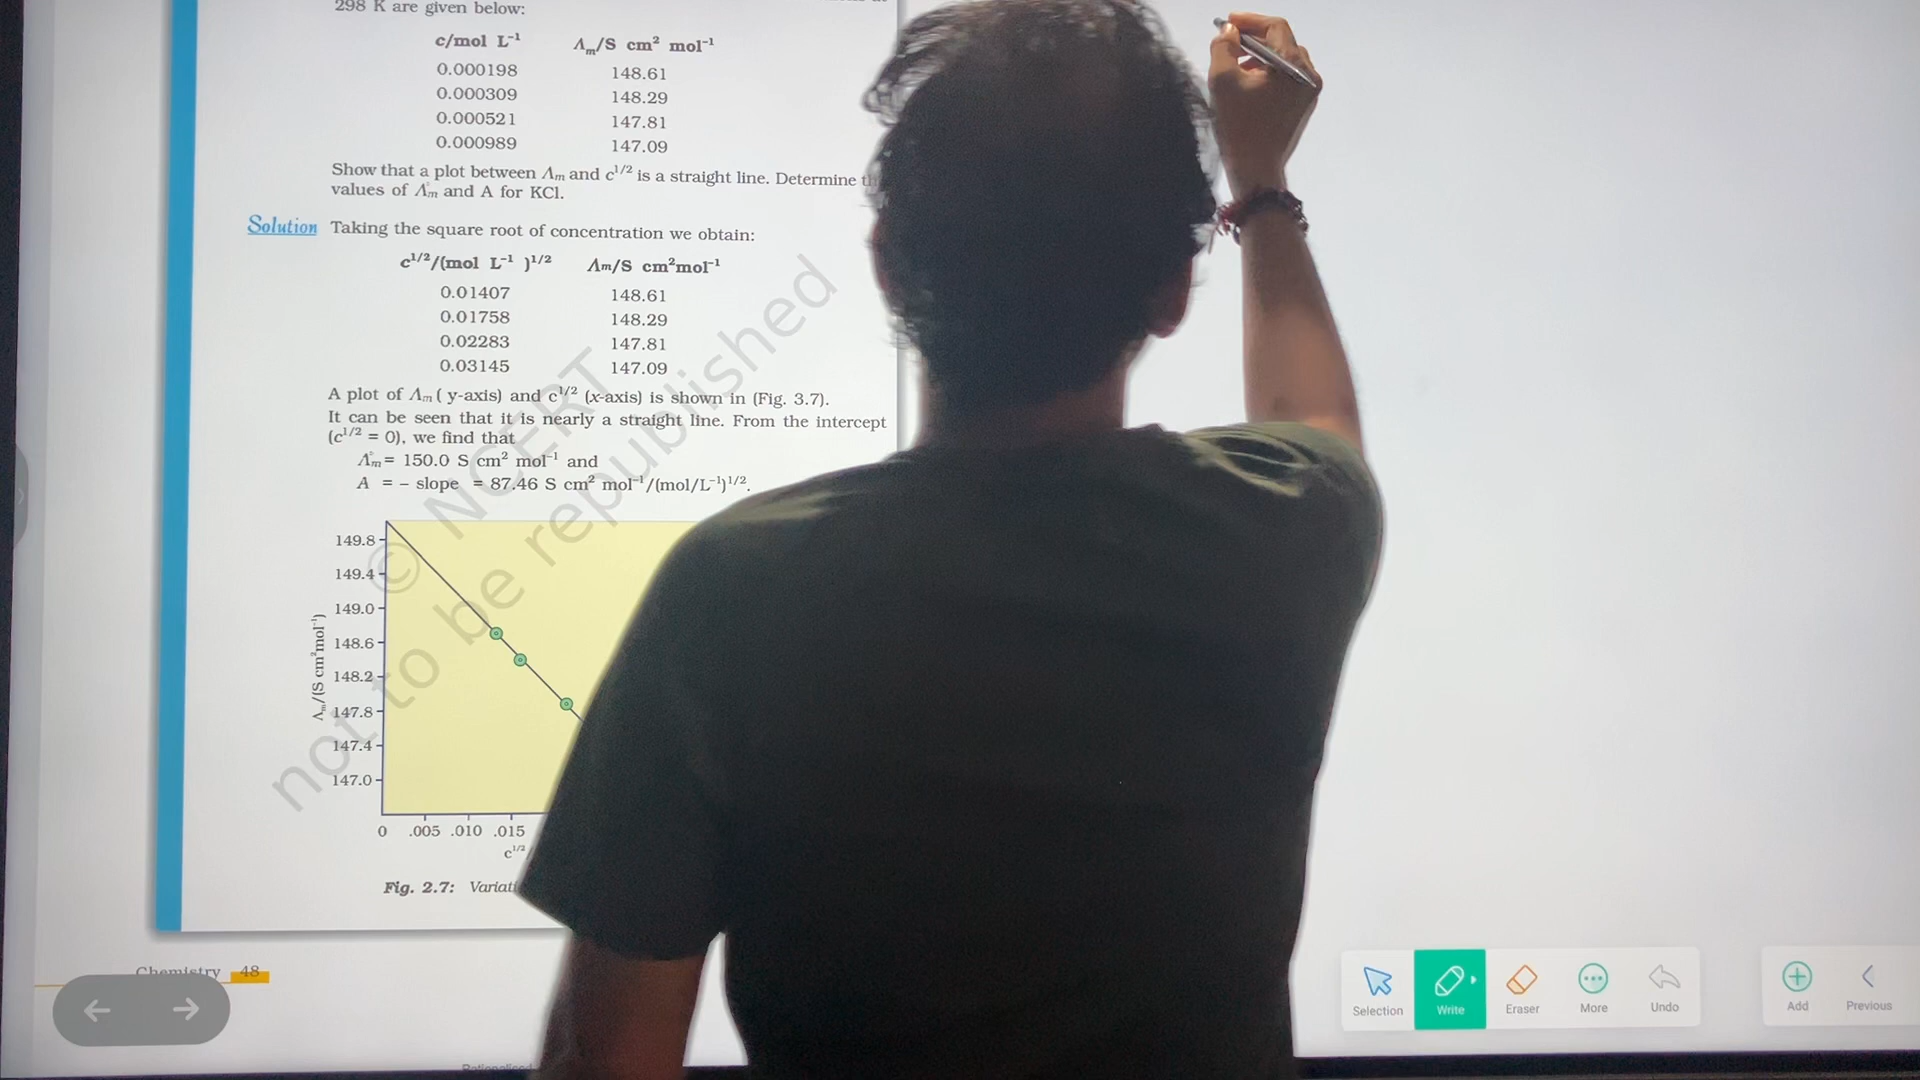 298 K are given below:
c/mol L⁻¹ Λm/S cm² mol⁻¹
0.000198 148.61
0.000309 148.29
0.000521 147.81
0.000989 147.09
Show that a plot between Λm and c¹/² is a straight line. Determine
values of Λ°m and A for KCl.
Solution Taking the square root of concentration we obtain:
c¹/²/(mol L⁻¹ )¹/² Λm/S cm²mol⁻¹
0.01407 148.61
0.01758 148.29
0.02283 147.81
0.03145 147.09
A plot of Λm ( y-axis) and c¹/² (x-axis) is shown in (Fig. 3.7).
It can be seen that it is nearly a straight line. From the intercept
(c¹/² = 0), we find that
Λ°m = 150.0 S cm² mol⁻¹ and
A = – slope = 87.46 S cm² mol⁻¹/(mol/L⁻¹)¹/².
© NCERT
not to be republished
149.8
149.4
149.0
148.6
148.2
147.8
147.4
147.0
Λm/(S cm²mol⁻¹)
0 .005 .010 .015
c¹/²
Fig. 2.7:
Chemistry 48
Selection
Write
Eraser
More
Undo
Add
Previous